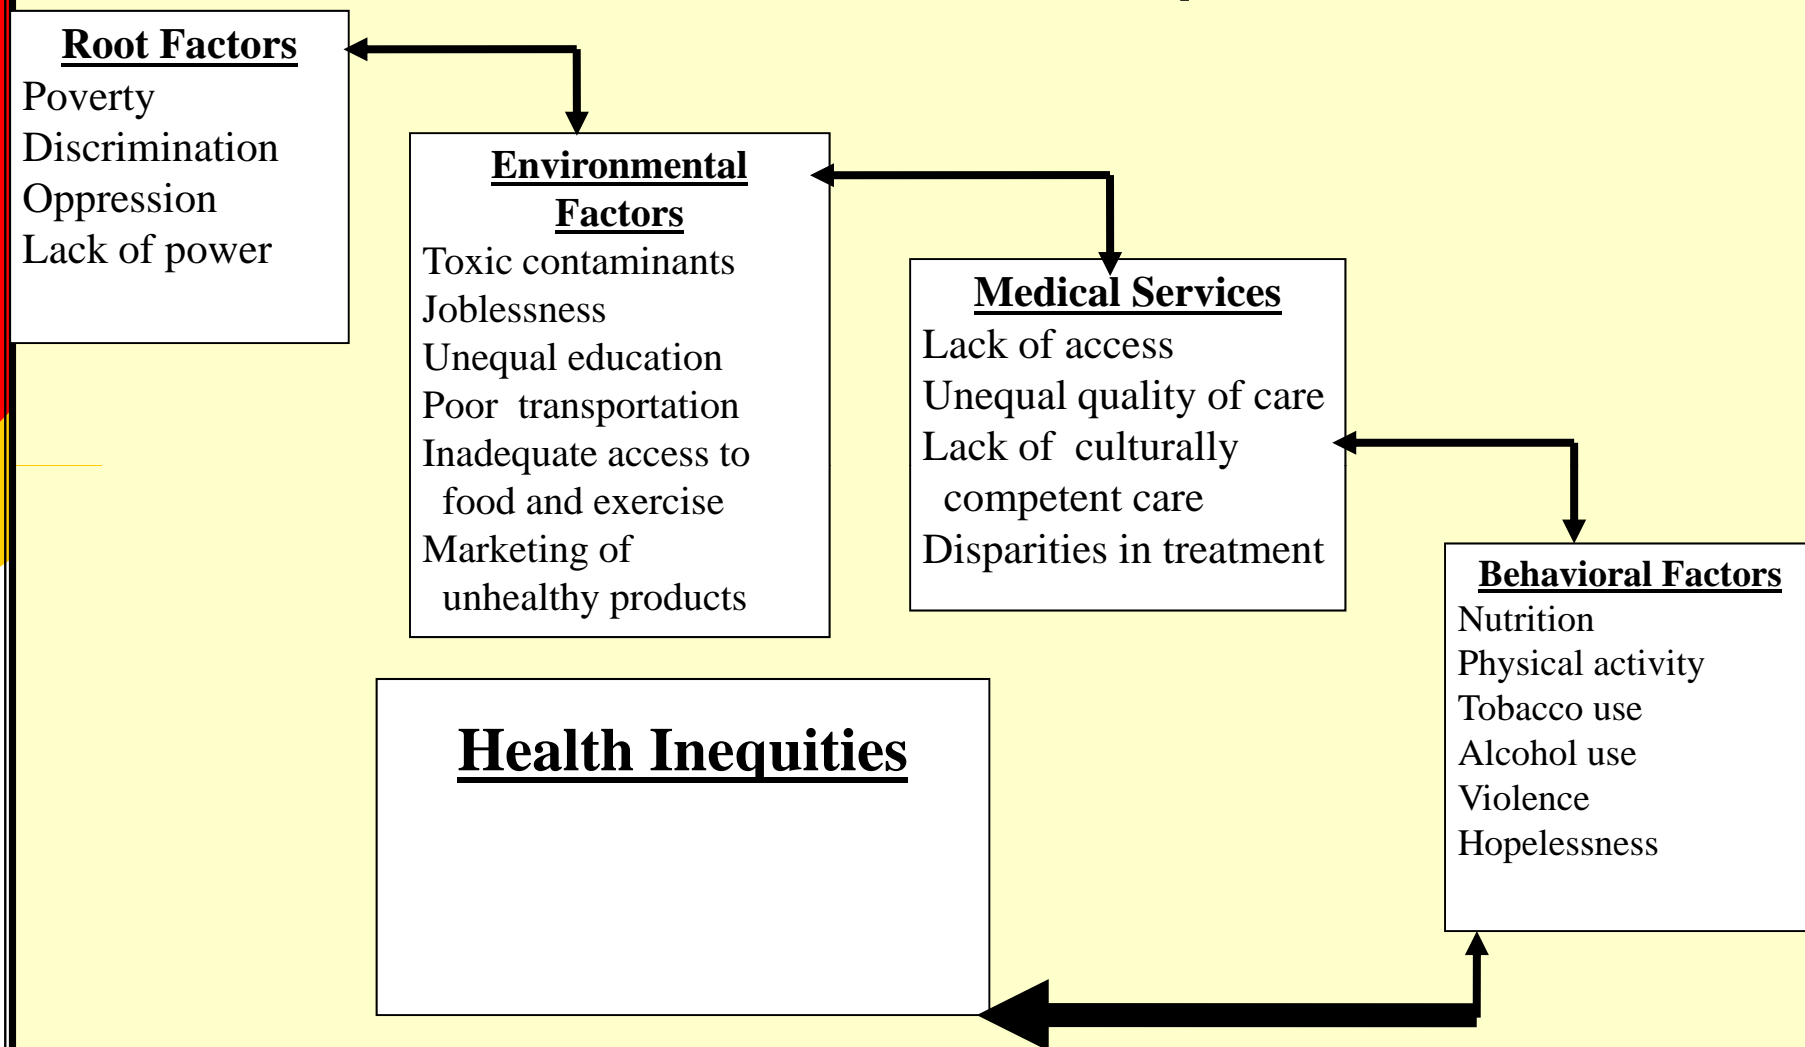 Root Factors
Poverty
Discrimination
Oppression
Lack of power
Environmental
Factors
Toxic contaminants
Joblessness
Unequal education
Poor transportation
Inadequate access to
food and exercise
Marketing of
unhealthy products
Medical Services
Lack of access
Unequal quality of care
Lack of culturally
competent care
Disparities in treatment
Behavioral Factors
Nutrition
Physical activity
Tobacco use
Alcohol use
Violence
Hopelessness
Health Inequities